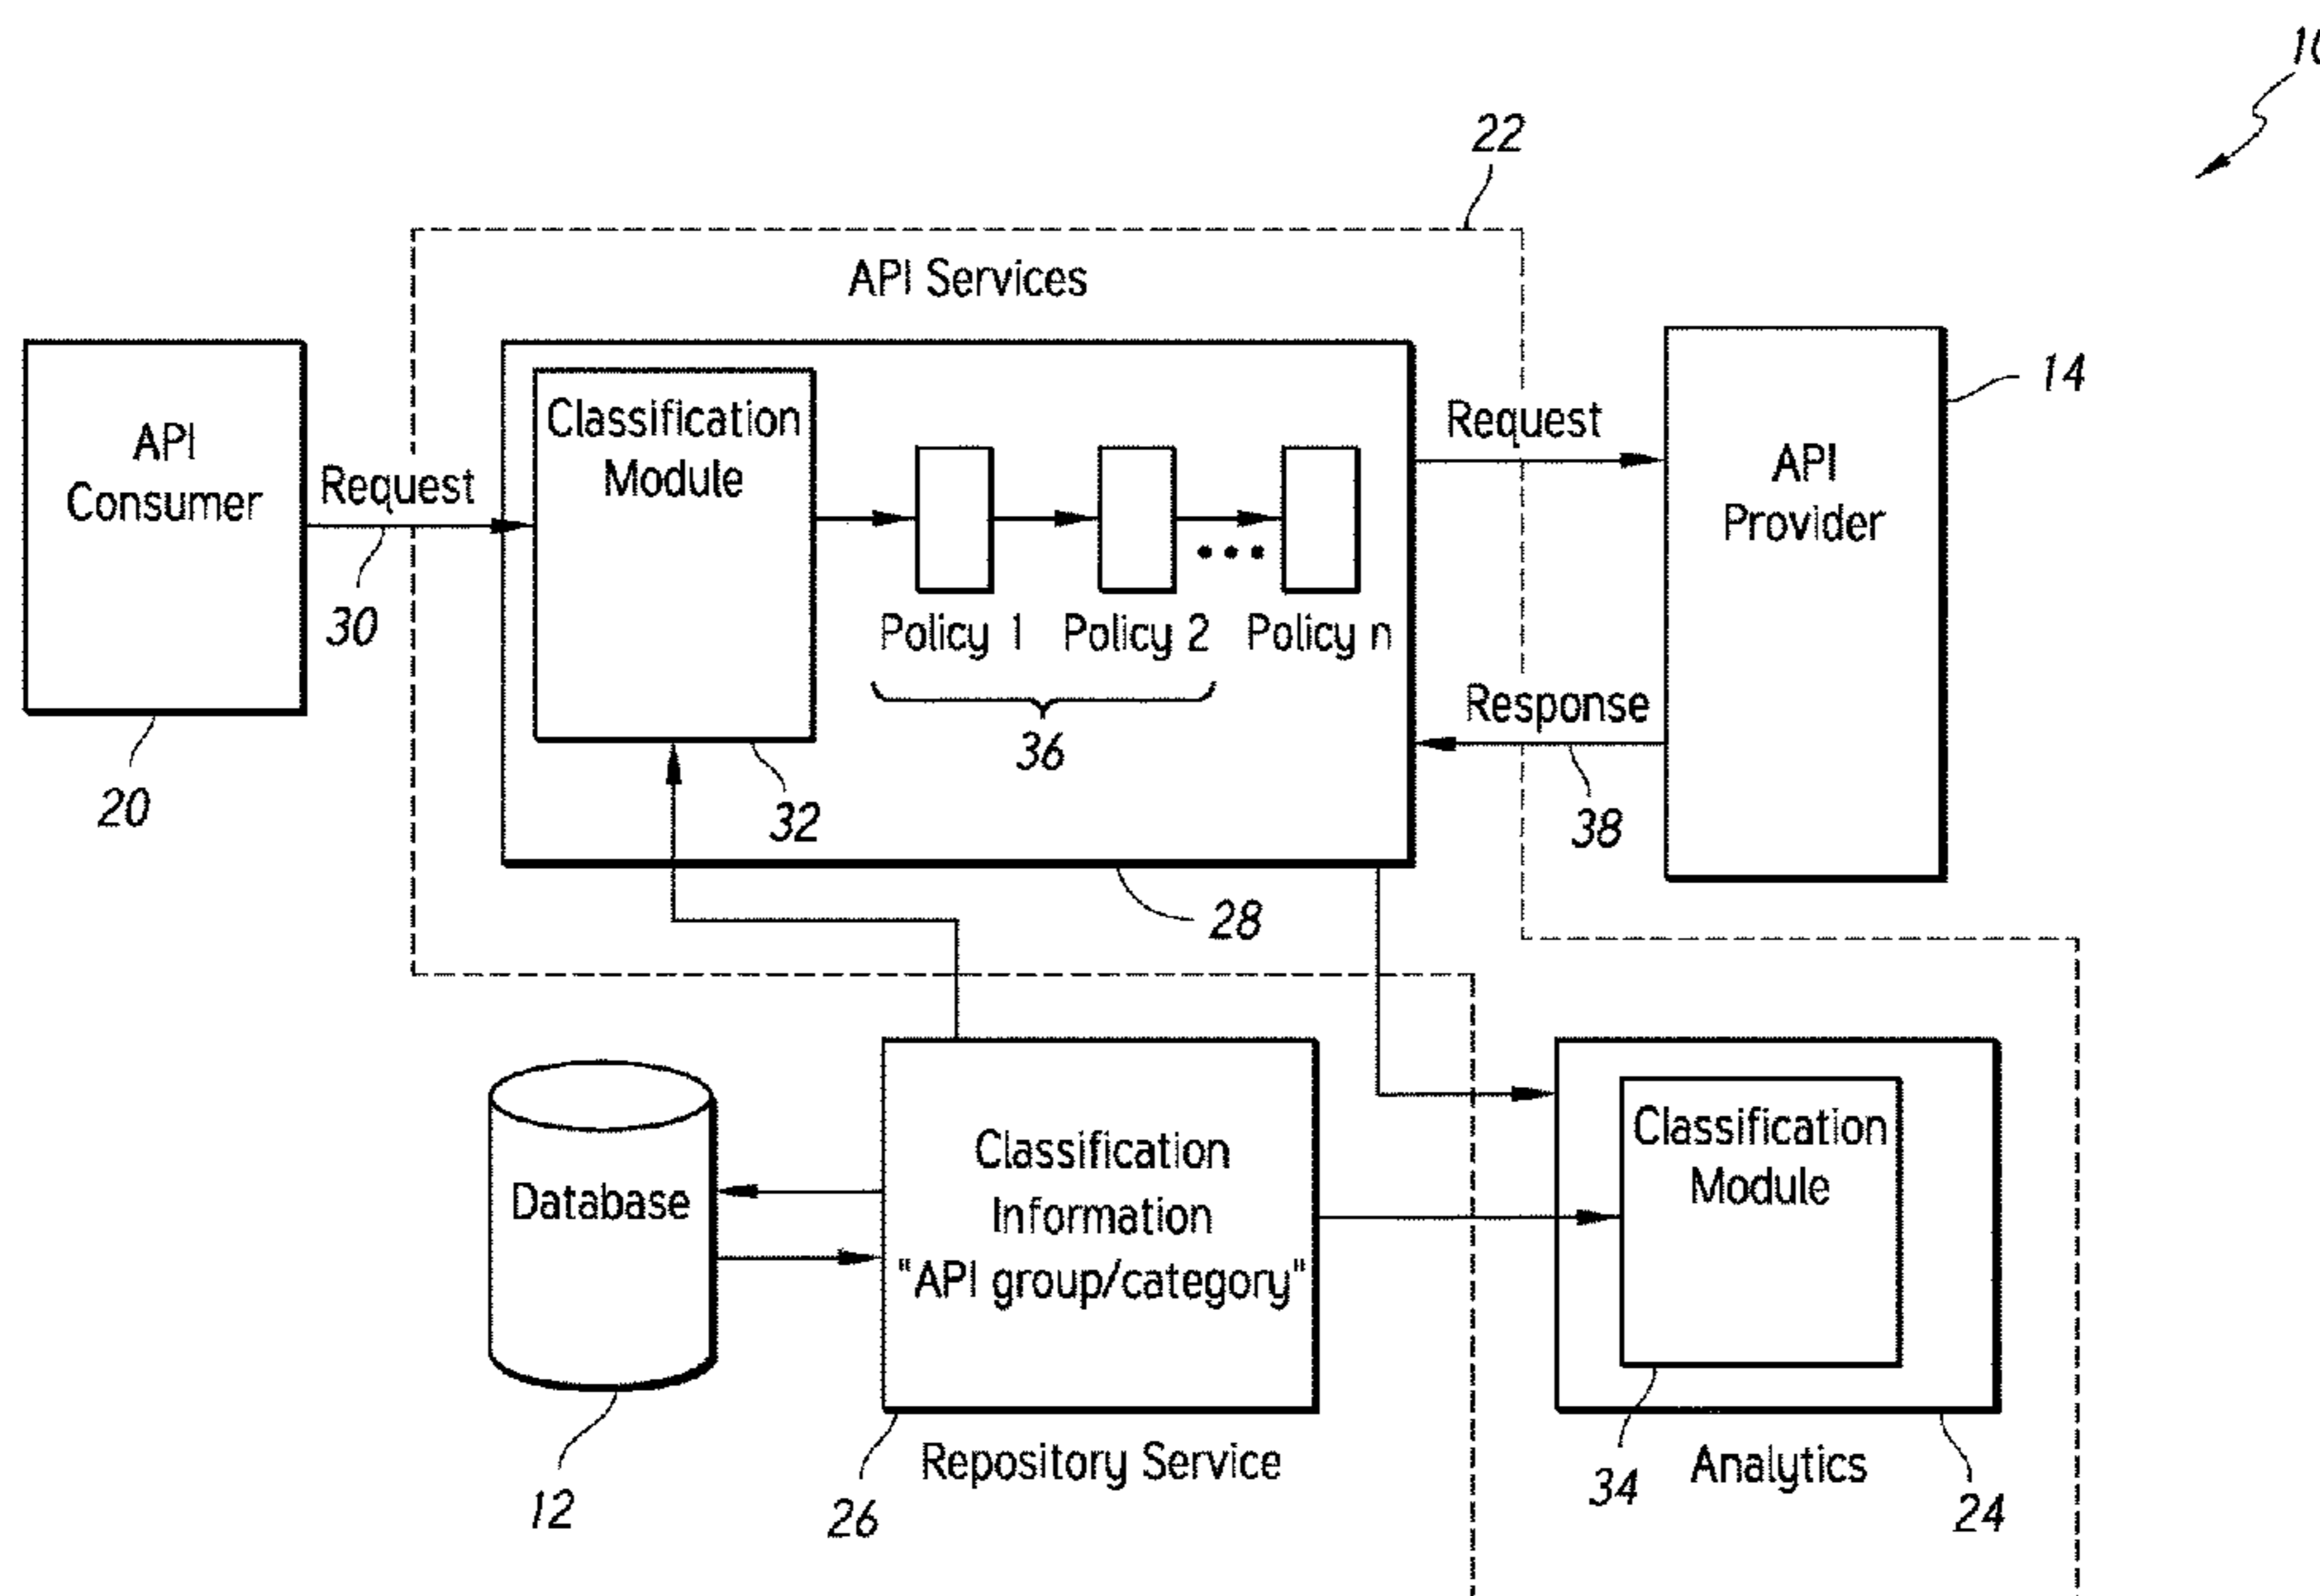 10
22
API Services
API
Consumer
Request
30
20
Classification
Module
32
Policy 1
Policy 2
Policy n
36
28
Request
Response
38
API
Provider
14
Database
12
Classification
Information
"API group/category"
26
Repository Service
Classification
Module
34
Analytics
24